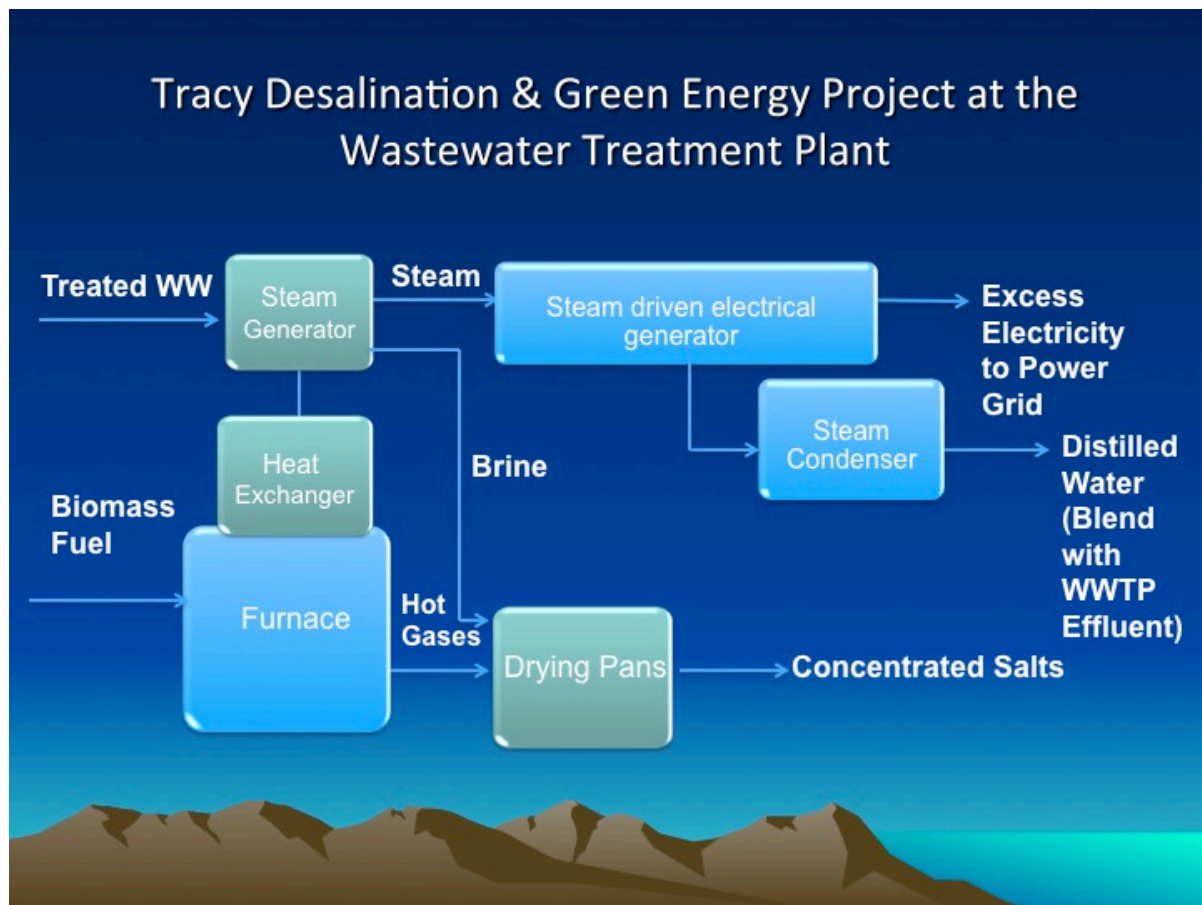 Tracy Desalination & Green Energy Project at the
Wastewater Treatment Plant
Treated WW
Steam
Generator
Steam
Steam driven electrical
generator
Excess
Electricity
to Power
Grid
Steam
Condenser
Distilled
Water
(Blend
with
WWTP
Effluent)
Heat
Exchanger
Brine
Biomass
Fuel
Furnace
Hot
Gases
Drying Pans
Concentrated Salts